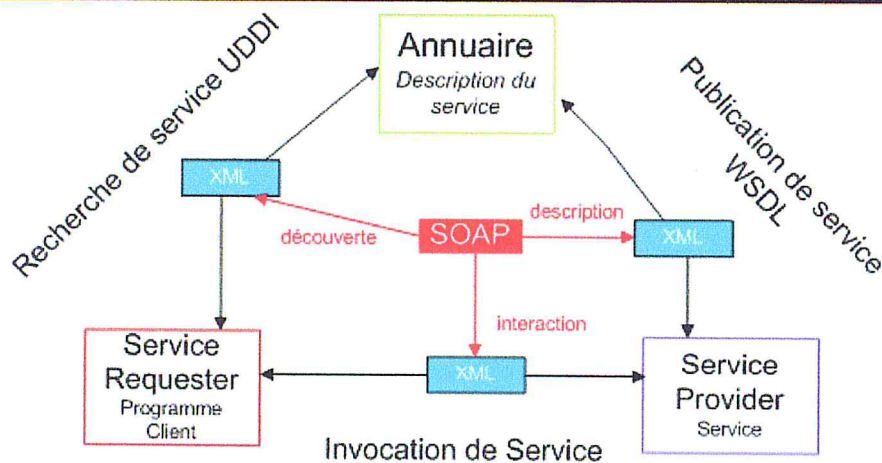 Annuaire
Description du
service
Recherche de service UDDI
Publication de service
WSDL
XML
découverte
SOAP
description
XML
interaction
XML
Service
Requester
Programme
Client
Service
Provider
Service
Invocation de Service